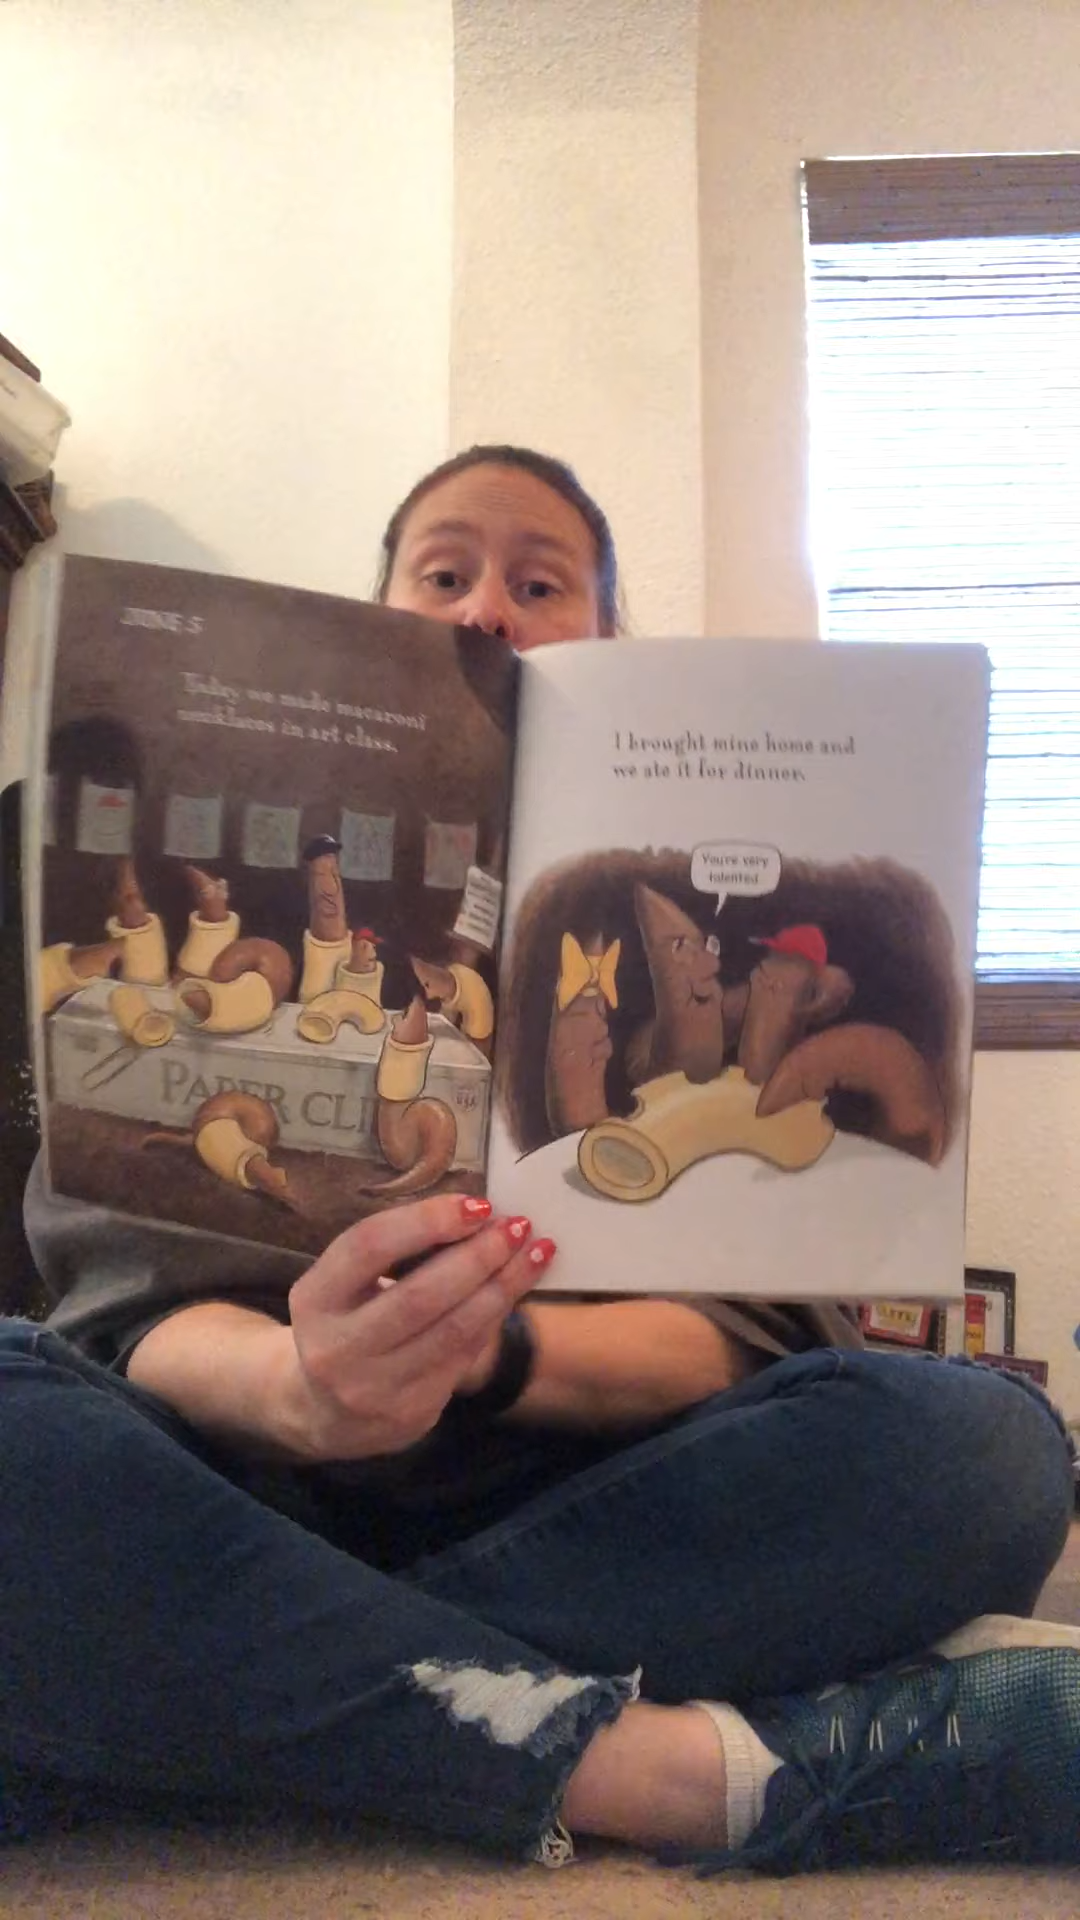 JUNE 5
Today we made macaroni
necklaces in art class.
PAPER CLI
USA
I brought mine home and
we ate it for dinner.
You're very
talented.